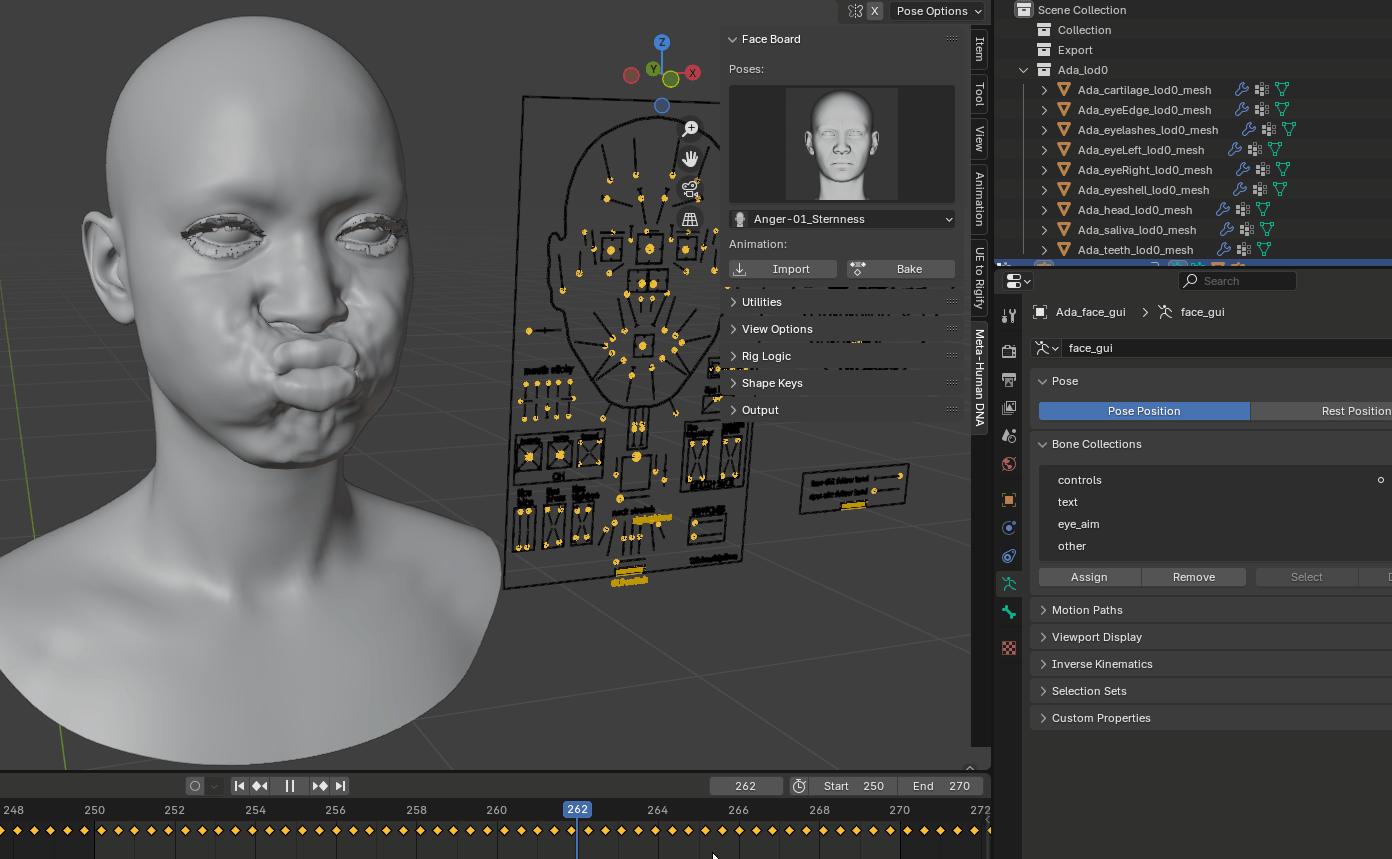 X Pose Options
Z
Y
X
Face Board
Poses:
Anger-01_Sternness
Animation:
Import
Bake
Utilities
View Options
Rig Logic
Shape Keys
Output
Item
Tool
View
Animation
UE to Rigify
Meta-Human DNA
mouth sticky
Scene Collection
Collection
Export
Ada_lod0
Ada_cartilage_lod0_mesh
Ada_eyeEdge_lod0_mesh
Ada_eyelashes_lod0_mesh
Ada_eyeLeft_lod0_mesh
Ada_eyeRight_lod0_mesh
Ada_eyeshell_lod0_mesh
Ada_head_lod0_mesh
Ada_saliva_lod0_mesh
Ada_teeth_lod0_mesh
Search
Ada_face_gui
face_gui
face_gui
Pose
Pose Position
Rest Position
Bone Collections
controls
text
eye_aim
other
Assign
Remove
Select
Motion Paths
Viewport Display
Inverse Kinematics
Selection Sets
Custom Properties
262
Start 250
End 270
248 250 252 254 256 258 260 262 264 266 268 270 272